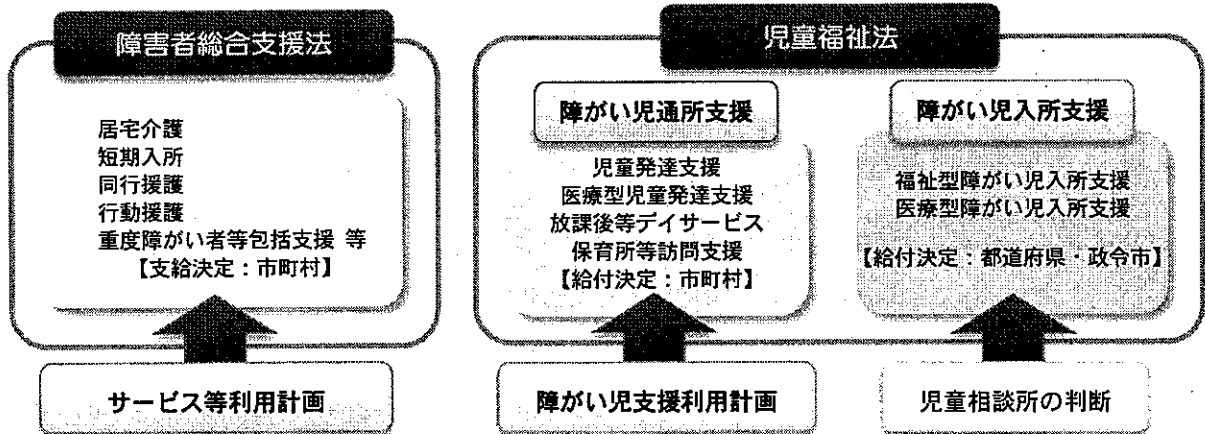 障害者総合支援法
居宅介護
短期入所
同行援護
行動援護
重度障がい者等包括支援 等
【支給決定：市町村】
サービス等利用計画
児童福祉法
障がい児通所支援
児童発達支援
医療型児童発達支援
放課後等デイサービス
保育所等訪問支援
【給付決定：市町村】
障がい児支援利用計画
障がい児入所支援
福祉型障がい児入所支援
医療型障がい児入所支援
【給付決定：都道府県・政令市】
児童相談所の判断